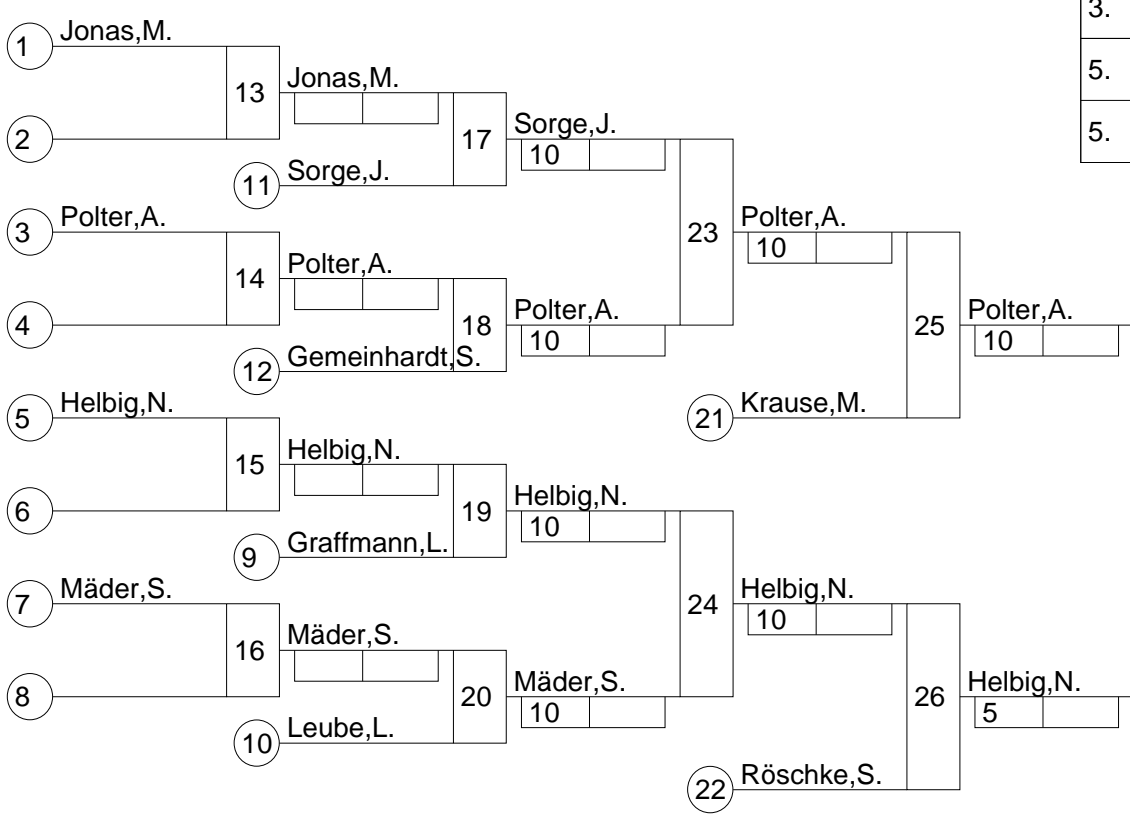 3.
1 Jonas,M.
13 Jonas,M.
5.
2
17 Sorge,J.
10
5.
11 Sorge,J.
3 Polter,A.
23 Polter,A.
10
14 Polter,A.
4
18 Polter,A.
10
25 Polter,A.
10
12 Gemeinhardt,S.
5 Helbig,N.
21 Krause,M.
15 Helbig,N.
6
19 Helbig,N.
10
9 Graffmann,L.
7 Mäder,S.
24 Helbig,N.
10
16 Mäder,S.
8
20 Mäder,S.
10
26 Helbig,N.
5
10 Leube,L.
22 Röschke,S.